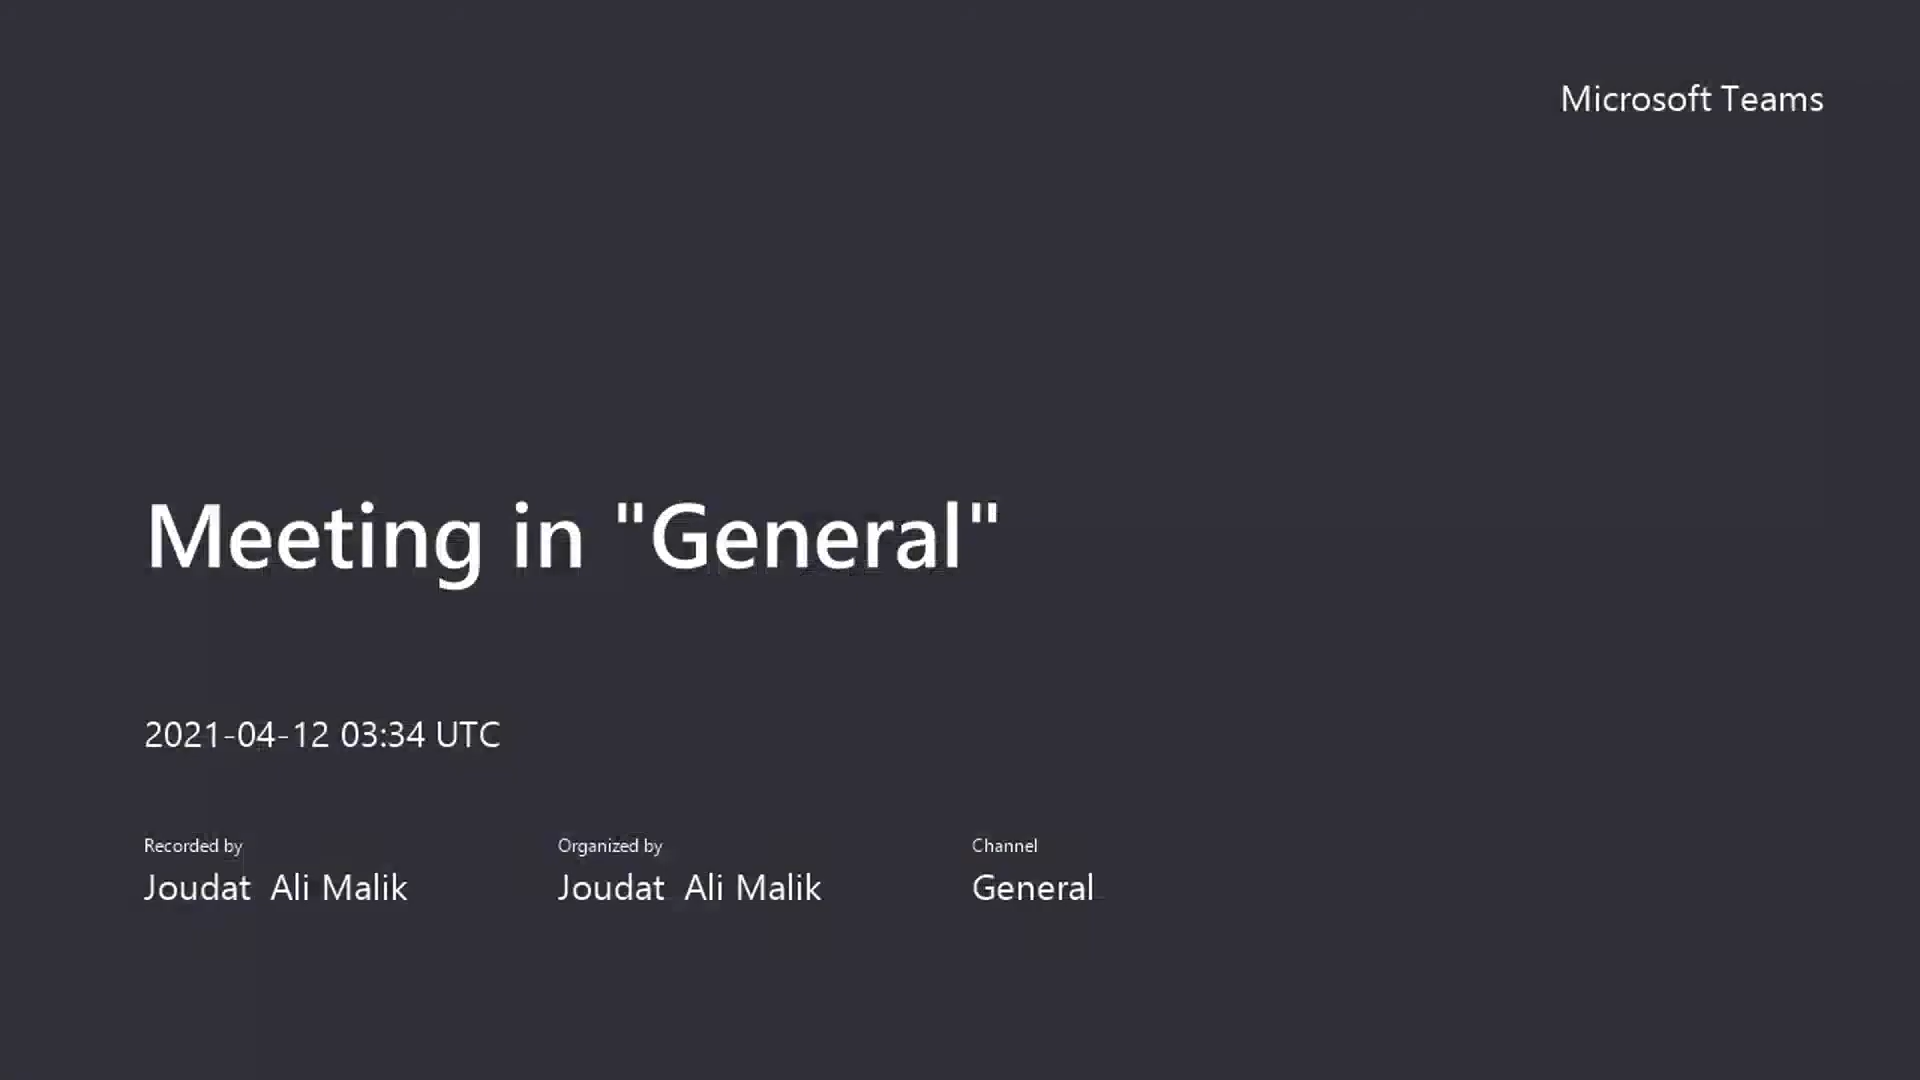 Microsoft Teams
Meeting in "General"
2021-04-12 03:34 UTC
Recorded by
Joudat  Ali Malik
Organized by
Joudat  Ali Malik
Channel
General